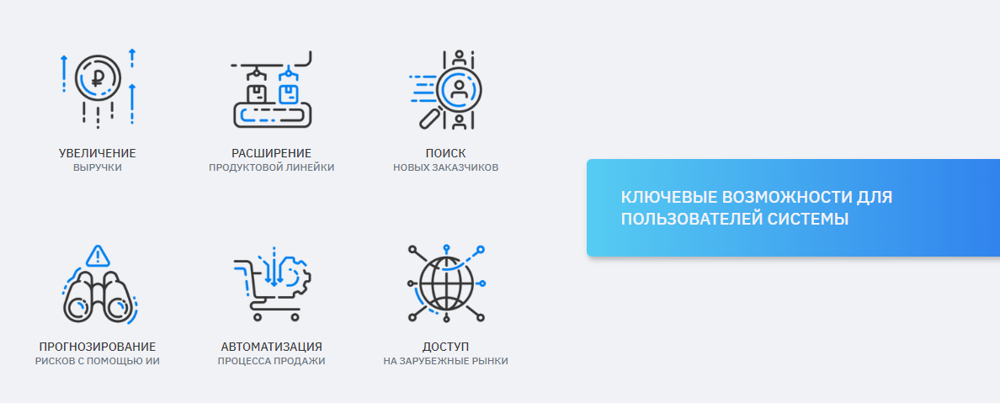 УВЕЛИЧЕНИЕ
ВЫРУЧКИ
РАСШИРЕНИЕ
ПРОДУКТОВОЙ ЛИНЕЙКИ
ПОИСК
НОВЫХ ЗАКАЗЧИКОВ
ПРОГНОЗИРОВАНИЕ
РИСКОВ С ПОМОЩЬЮ ИИ
АВТОМАТИЗАЦИЯ
ПРОЦЕССА ПРОДАЖИ
ДОСТУП
НА ЗАРУБЕЖНЫЕ РЫНКИ
КЛЮЧЕВЫЕ ВОЗМОЖНОСТИ ДЛЯ
ПОЛЬЗОВАТЕЛЕЙ СИСТЕМЫ